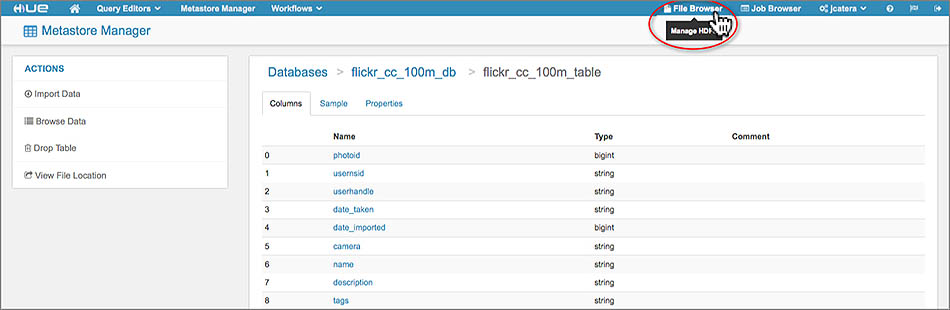 HUE Query Editors Metastore Manager Workflows File Browser Job Browser jcatera
Manage HDF
Metastore Manager
ACTIONS
Import Data
Browse Data
Drop Table
View File Location
Databases > flickr_cc_100m_db > flickr_cc_100m_table
Columns Sample Properties
Name Type Comment
0 photoid bigint
1 usernsid string
2 userhandle string
3 date_taken string
4 date_imported bigint
5 camera string
6 name string
7 description string
8 tags string